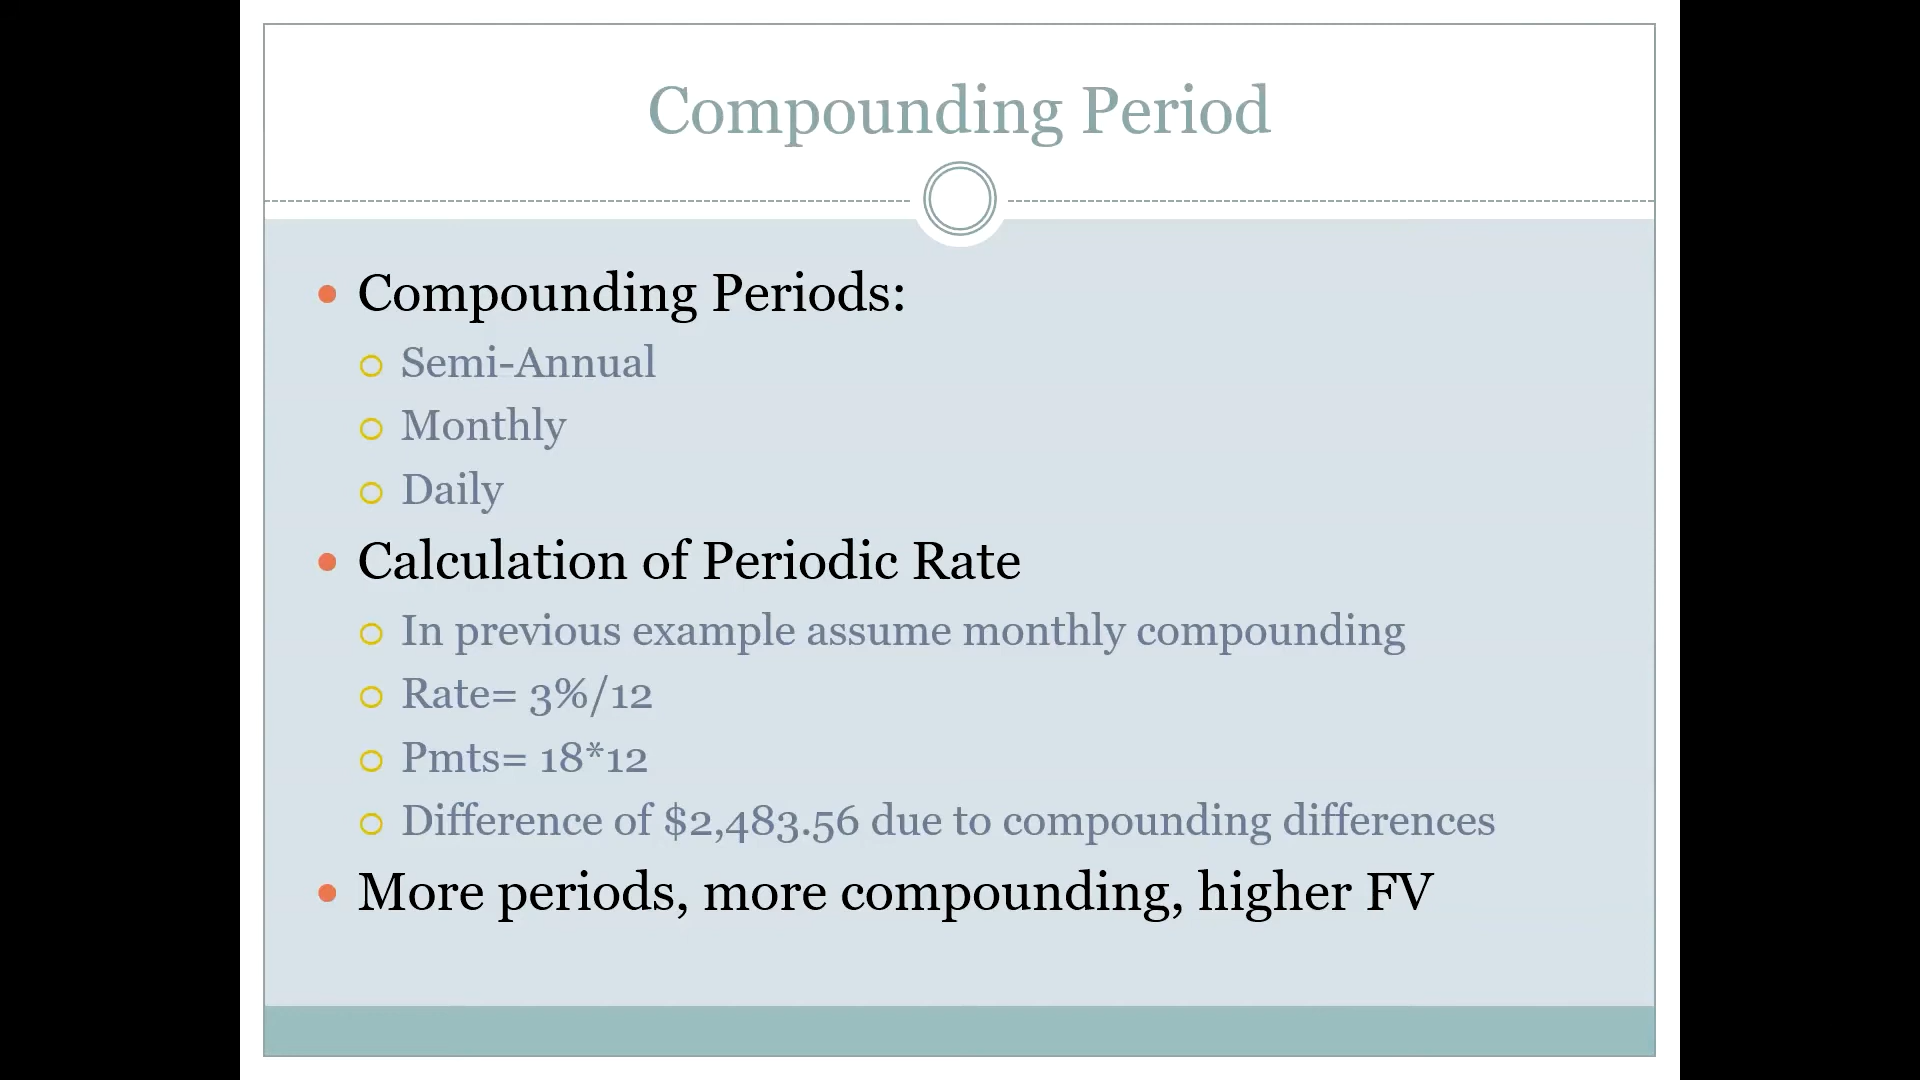 Compounding Period
Compounding Periods:
Semi-Annual
Monthly
Daily
Calculation of Periodic Rate
In previous example assume monthly compounding
Rate= 3%/12
Pmts= 18*12
Difference of $2,483.56 due to compounding differences
More periods, more compounding, higher FV